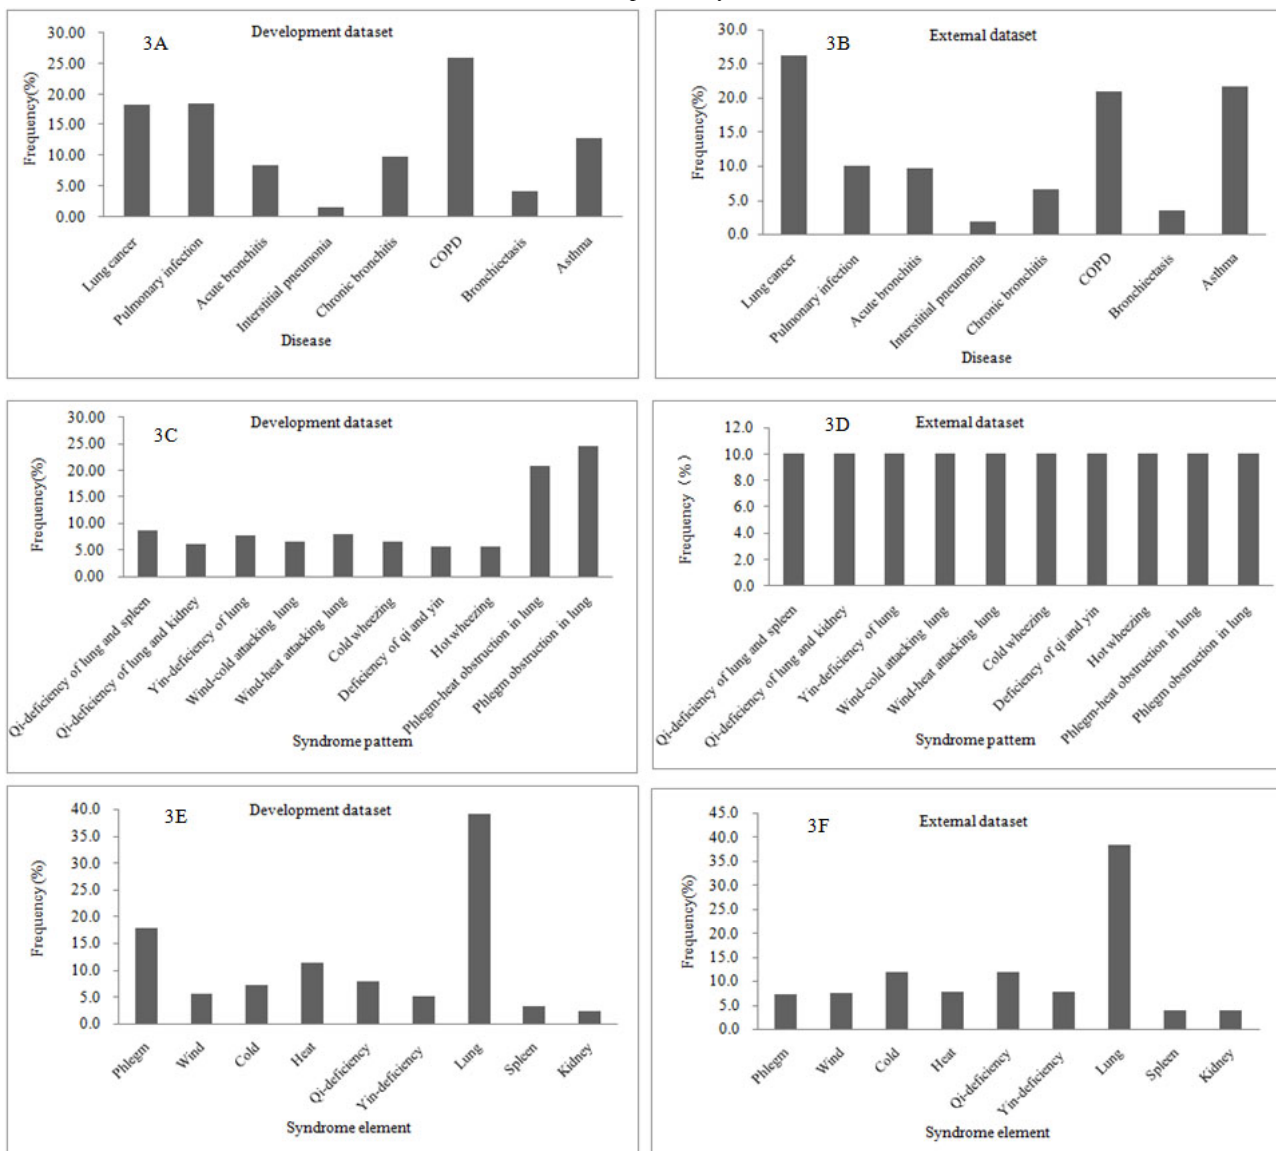 3A
Development dataset
30.00
25.00
20.00
15.00
10.00
5.00
0.00
Frequency(%)
Lung cancer
Pulmonary infection
Acute bronchitis
Interstitial pneumonia
Chronic bronchitis
COPD
Bronchiectasis
Asthma
Disease
3B
External dataset
30.0
25.0
20.0
15.0
10.0
5.0
0.0
Frequency(%)
Lung cancer
Pulmonary infection
Acute bronchitis
Interstitial pneumonia
Chronic bronchitis
COPD
Bronchiectasis
Asthma
Disease
3C
Development dataset
30.00
25.00
20.00
15.00
10.00
5.00
0.00
Frequency(%)
Qi-deficiency of lung and spleen
Qi-deficiency of lung and kidney
Yin-deficiency of lung
Wind-cold attacking lung
Wind-heat attacking lung
Cold wheezing
Deficiency of qi and yin
Hot wheezing
Phlegm-heat obstruction in lung
Phlegm obstruction in lung
Syndrome pattern
3D
External dataset
12.0
10.0
8.0
6.0
4.0
2.0
0.0
Frequency（%）
Qi-deficiency of lung and spleen
Qi-deficiency of lung and kidney
Yin-deficiency of lung
Wind-cold attacking lung
Wind-heat attacking lung
Cold wheezing
Deficiency of qi and yin
Hot wheezing
Phlegm-heat obstruction in lung
Phlegm obstruction in lung
Syndrome pattern
3E
Development dataset
40.0
35.0
30.0
25.0
20.0
15.0
10.0
5.0
0.0
Frequency (%)
Phlegm
Wind
Cold
Heat
Qi-deficiency
Yin-deficiency
Lung
Spleen
Kidney
Syndrome element
3F
External dataset
45.0
40.0
35.0
30.0
25.0
20.0
15.0
10.0
5.0
0.0
Frequency(%)
Phlegm
Wind
Cold
Heat
Qi-deficiency
Yin-deficiency
Lung
Spleen
Kidney
Syndrome element